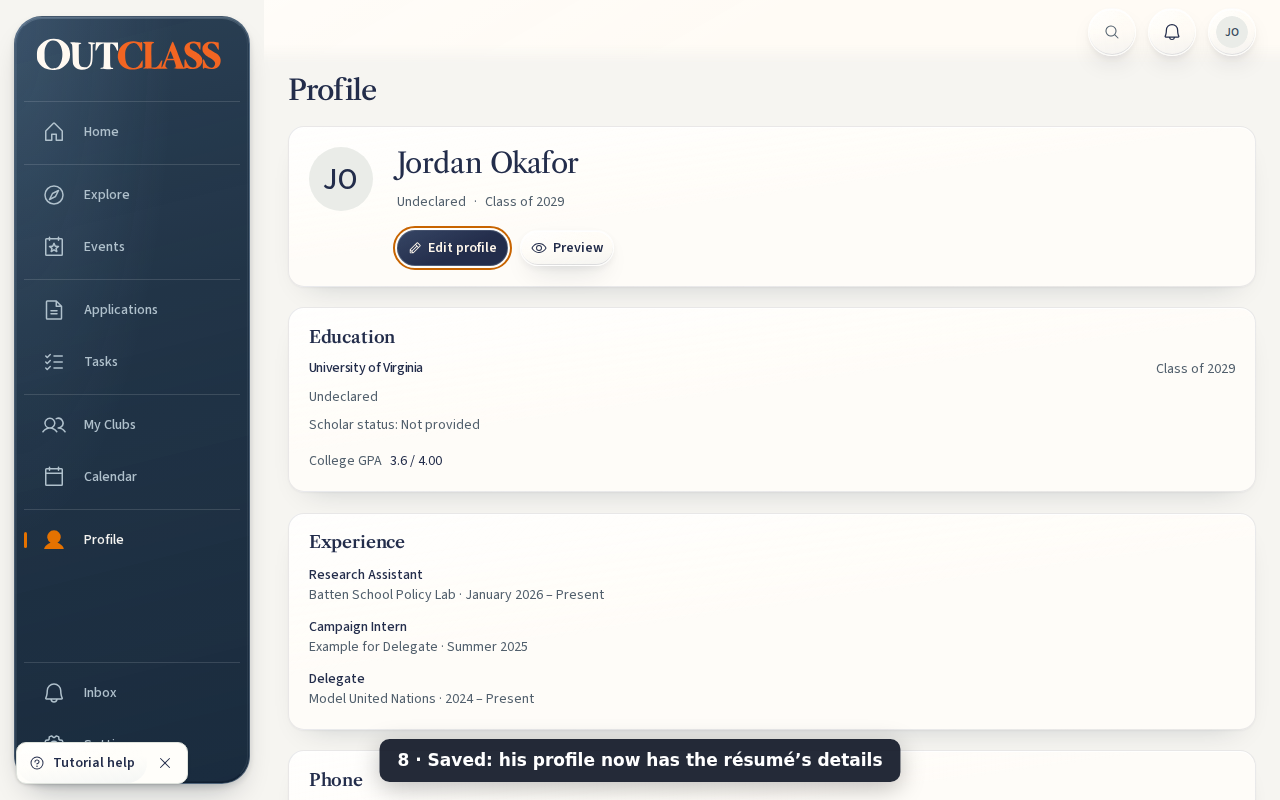 OUTCLASS
JO
Home
Explore
Events
Applications
Tasks
My Clubs
Calendar
Profile
Inbox
Tutorial help
Profile
JO
Jordan Okafor
Undeclared · Class of 2029
Edit profile
Preview
Education
University of Virginia
Class of 2029
Undeclared
Scholar status: Not provided
College GPA 3.6 / 4.00
Experience
Research Assistant
Batten School Policy Lab · January 2026 – Present
Campaign Intern
Example for Delegate · Summer 2025
Delegate
Model United Nations · 2024 – Present
8 · Saved: his profile now has the résumé’s details
Phone